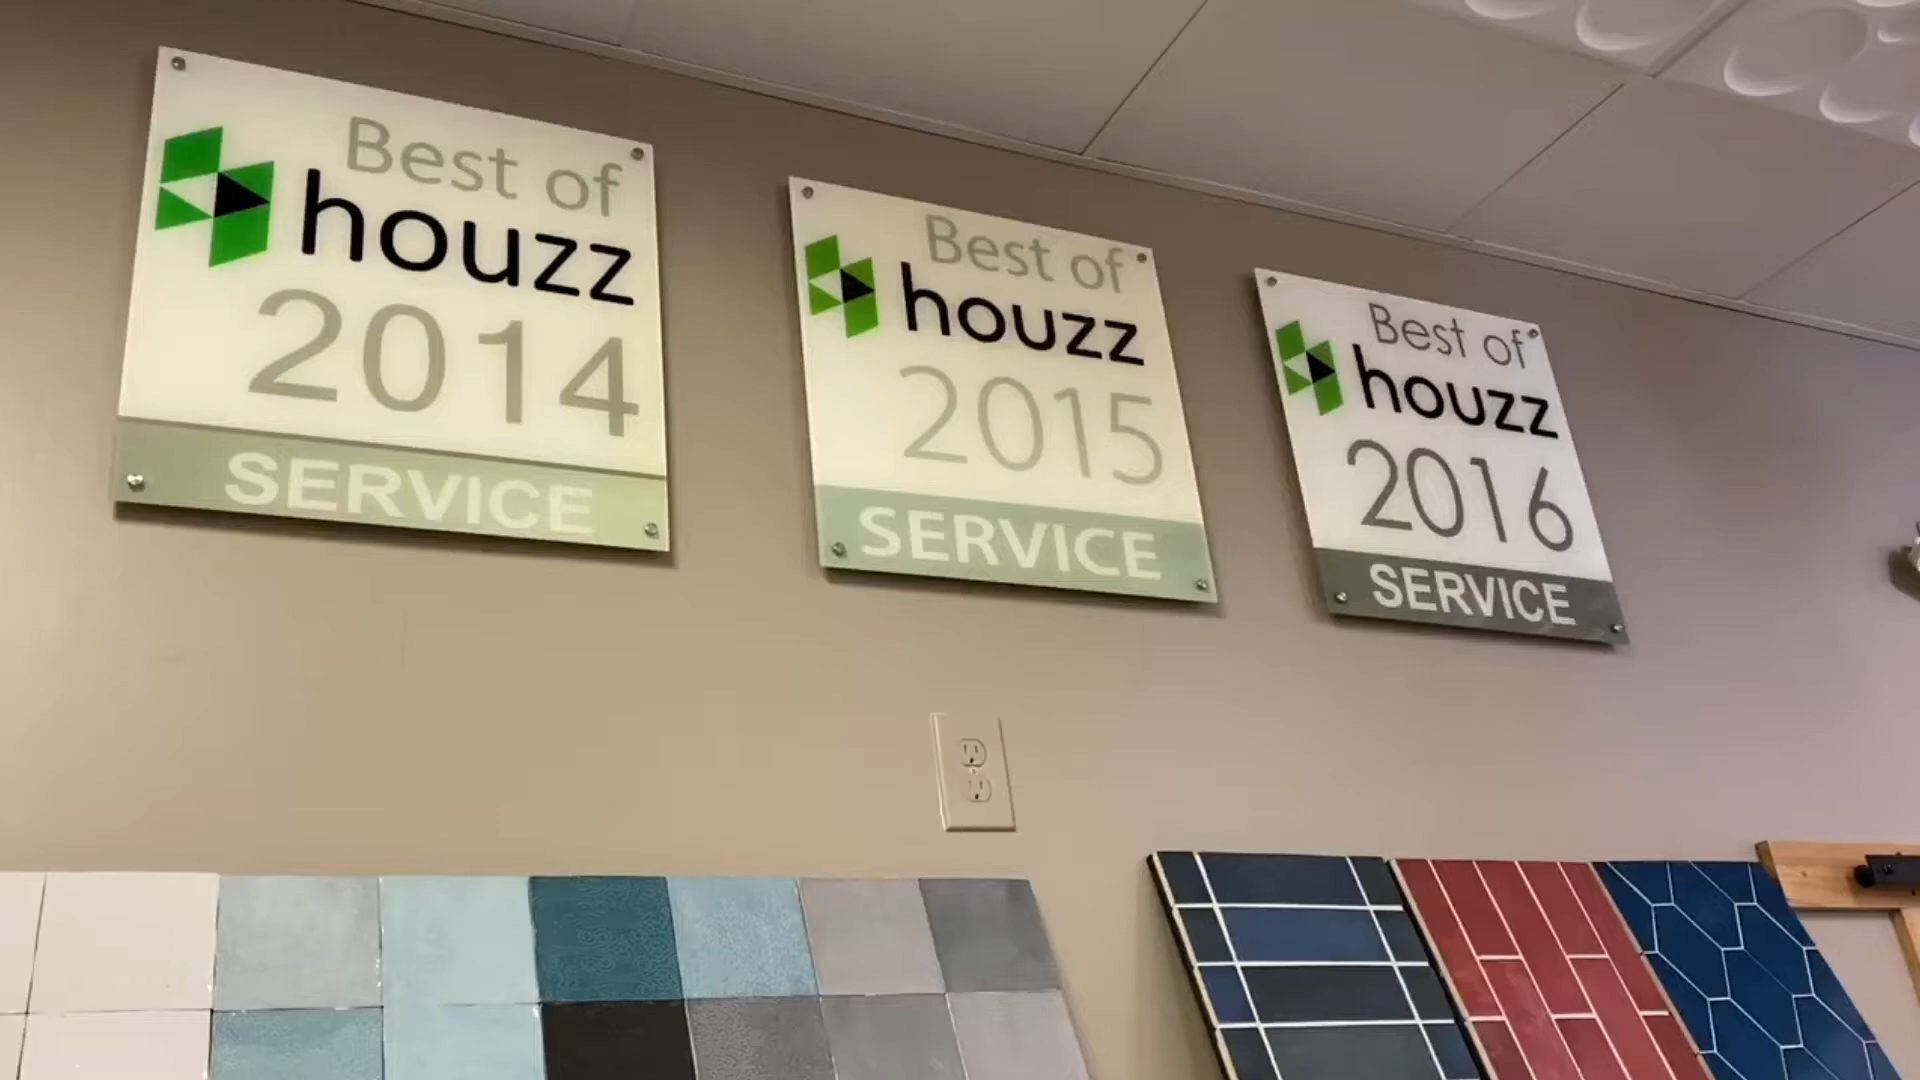 Best of
houzz
2014
SERVICE
Best of
houzz
2015
SERVICE
Best of
houzz
2016
SERVICE